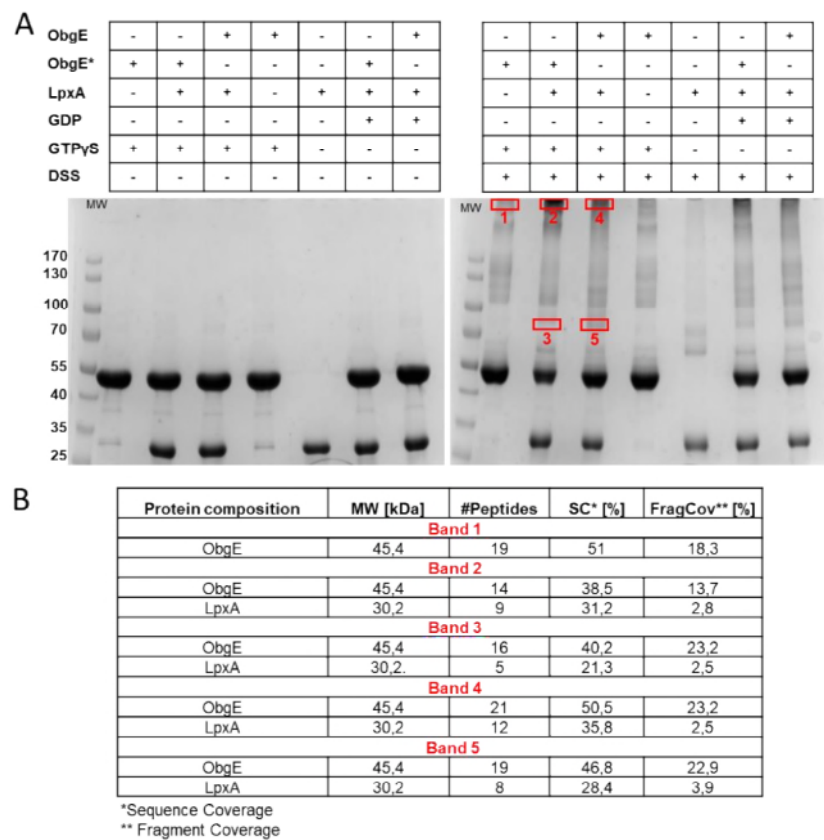 A
ObgE - - + + - - + - - + + - - +
ObgE* + + - - - + - + + - - - + -
LpxA - + + - + + + - + + - + + +
GDP - - - - - + + - - - - - + +
GTPγS + + + + - - - + + + + - - -
DSS - - - - - - - + + + + + + +
MW MW
1 2 4
170
130
100
70
3 5
55
40
35
25
B
Protein composition MW [kDa] #Peptides SC* [%] FragCov** [%]
Band 1
ObgE 45,4 19 51 18,3
Band 2
ObgE 45,4 14 38,5 13,7
LpxA 30,2 9 31,2 2,8
Band 3
ObgE 45,4 16 40,2 23,2
LpxA 30,2. 5 21,3 2,5
Band 4
ObgE 45,4 21 50,5 23,2
LpxA 30,2 12 35,8 2,5
Band 5
ObgE 45,4 19 46,8 22,9
LpxA 30,2 8 28,4 3,9
*Sequence Coverage
** Fragment Coverage